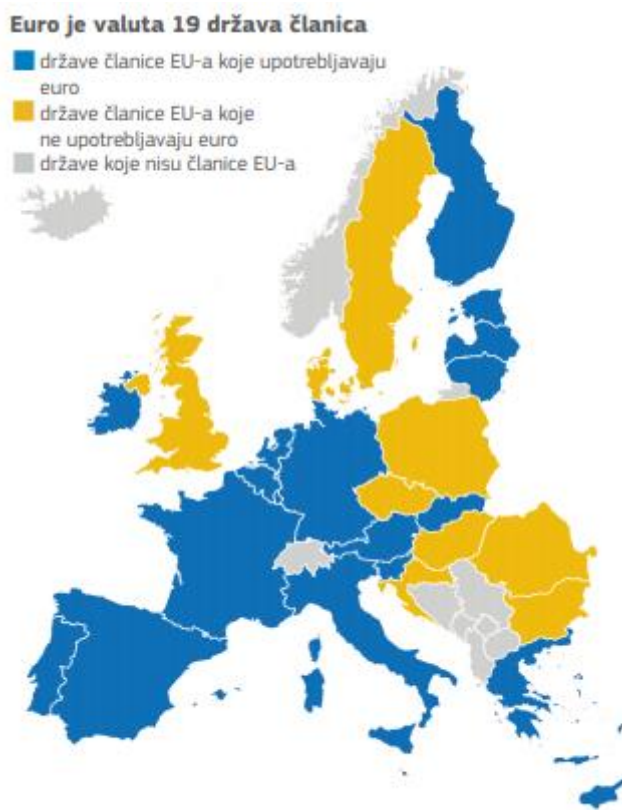 Euro je valuta 19 država članica
države članice EU-a koje upotrebljavaju
euro
države članice EU-a koje
ne upotrebljavaju euro
države koje nisu članice EU-a